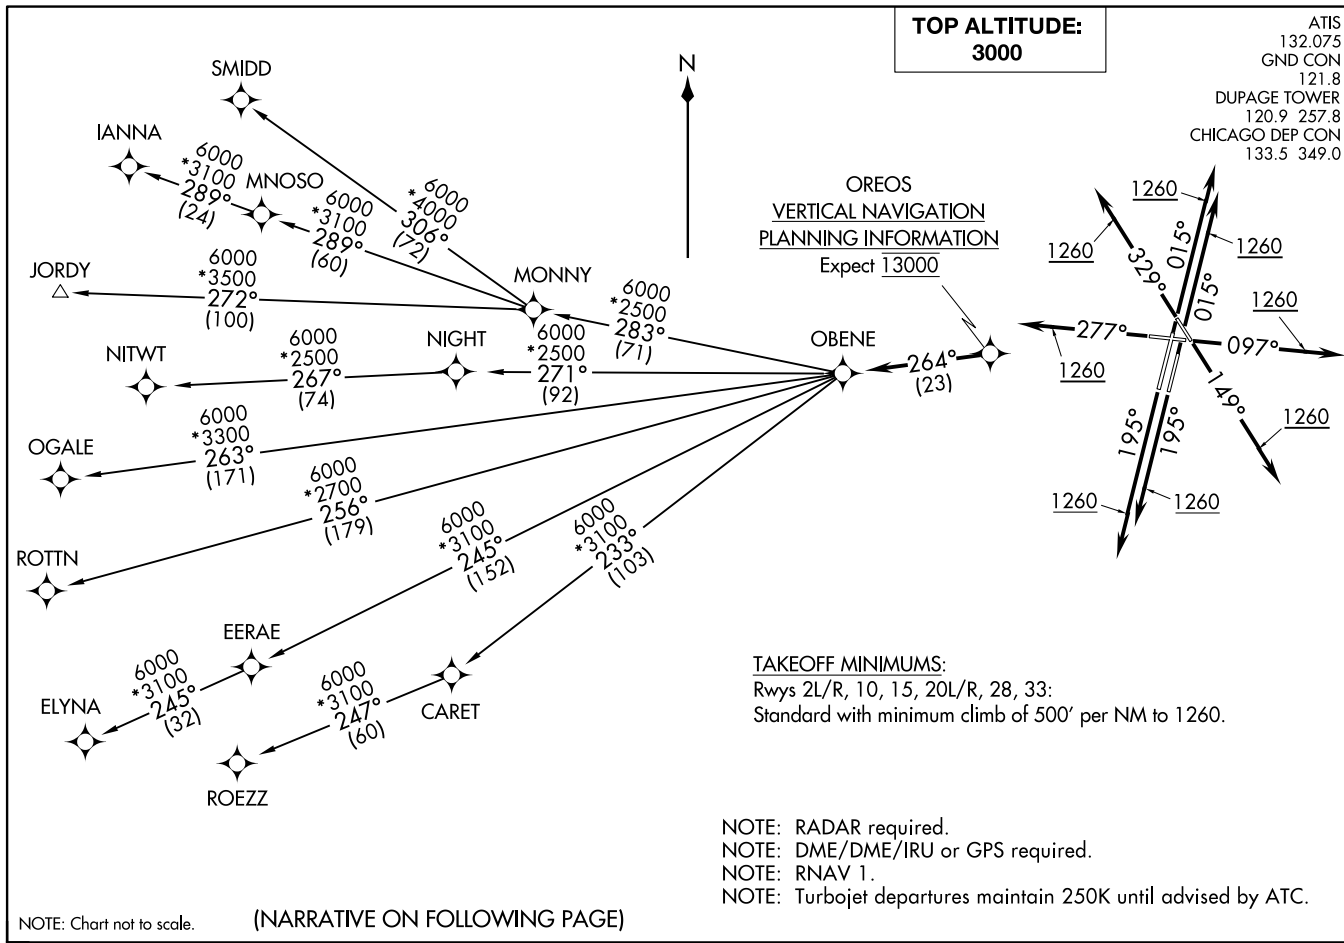 TOP ALTITUDE:
3000
ATIS
132.075
GND CON
121.8
DUPAGE TOWER
120.9 257.8
CHICAGO DEP CON
133.5 349.0
N
SMIDD
IANNA
6000
*3100
289°
(24)
MNOSO
6000
*3100
289°
(60)
6000
*4000
306°
(72)
JORDY
6000
*3500
272°
(100)
MONNY
6000
*2500
283°
(71)
OREOS
VERTICAL NAVIGATION
PLANNING INFORMATION
Expect 13000
OBENE
264°
(23)
NITWT
6000
*2500
267°
(74)
NIGHT
6000
*2500
271°
(92)
OGALE
6000
*3300
263°
(171)
ROTTN
6000
*2700
256°
(179)
6000
*3100
245°
(152)
6000
*3100
233°
(103)
EERAE
ELYNA
6000
*3100
245°
(32)
CARET
6000
*3100
247°
(60)
ROEZZ
1260
015°
1260
015°
1260
329°
1260
277°
1260
097°
1260
149°
1260
195°
1260
195°
TAKEOFF MINIMUMS:
Rwys 2L/R, 10, 15, 20L/R, 28, 33:
Standard with minimum climb of 500' per NM to 1260.
NOTE: RADAR required.
NOTE: DME/DME/IRU or GPS required.
NOTE: RNAV 1.
NOTE: Turbojet departures maintain 250K until advised by ATC.
NOTE: Chart not to scale.
(NARRATIVE ON FOLLOWING PAGE)